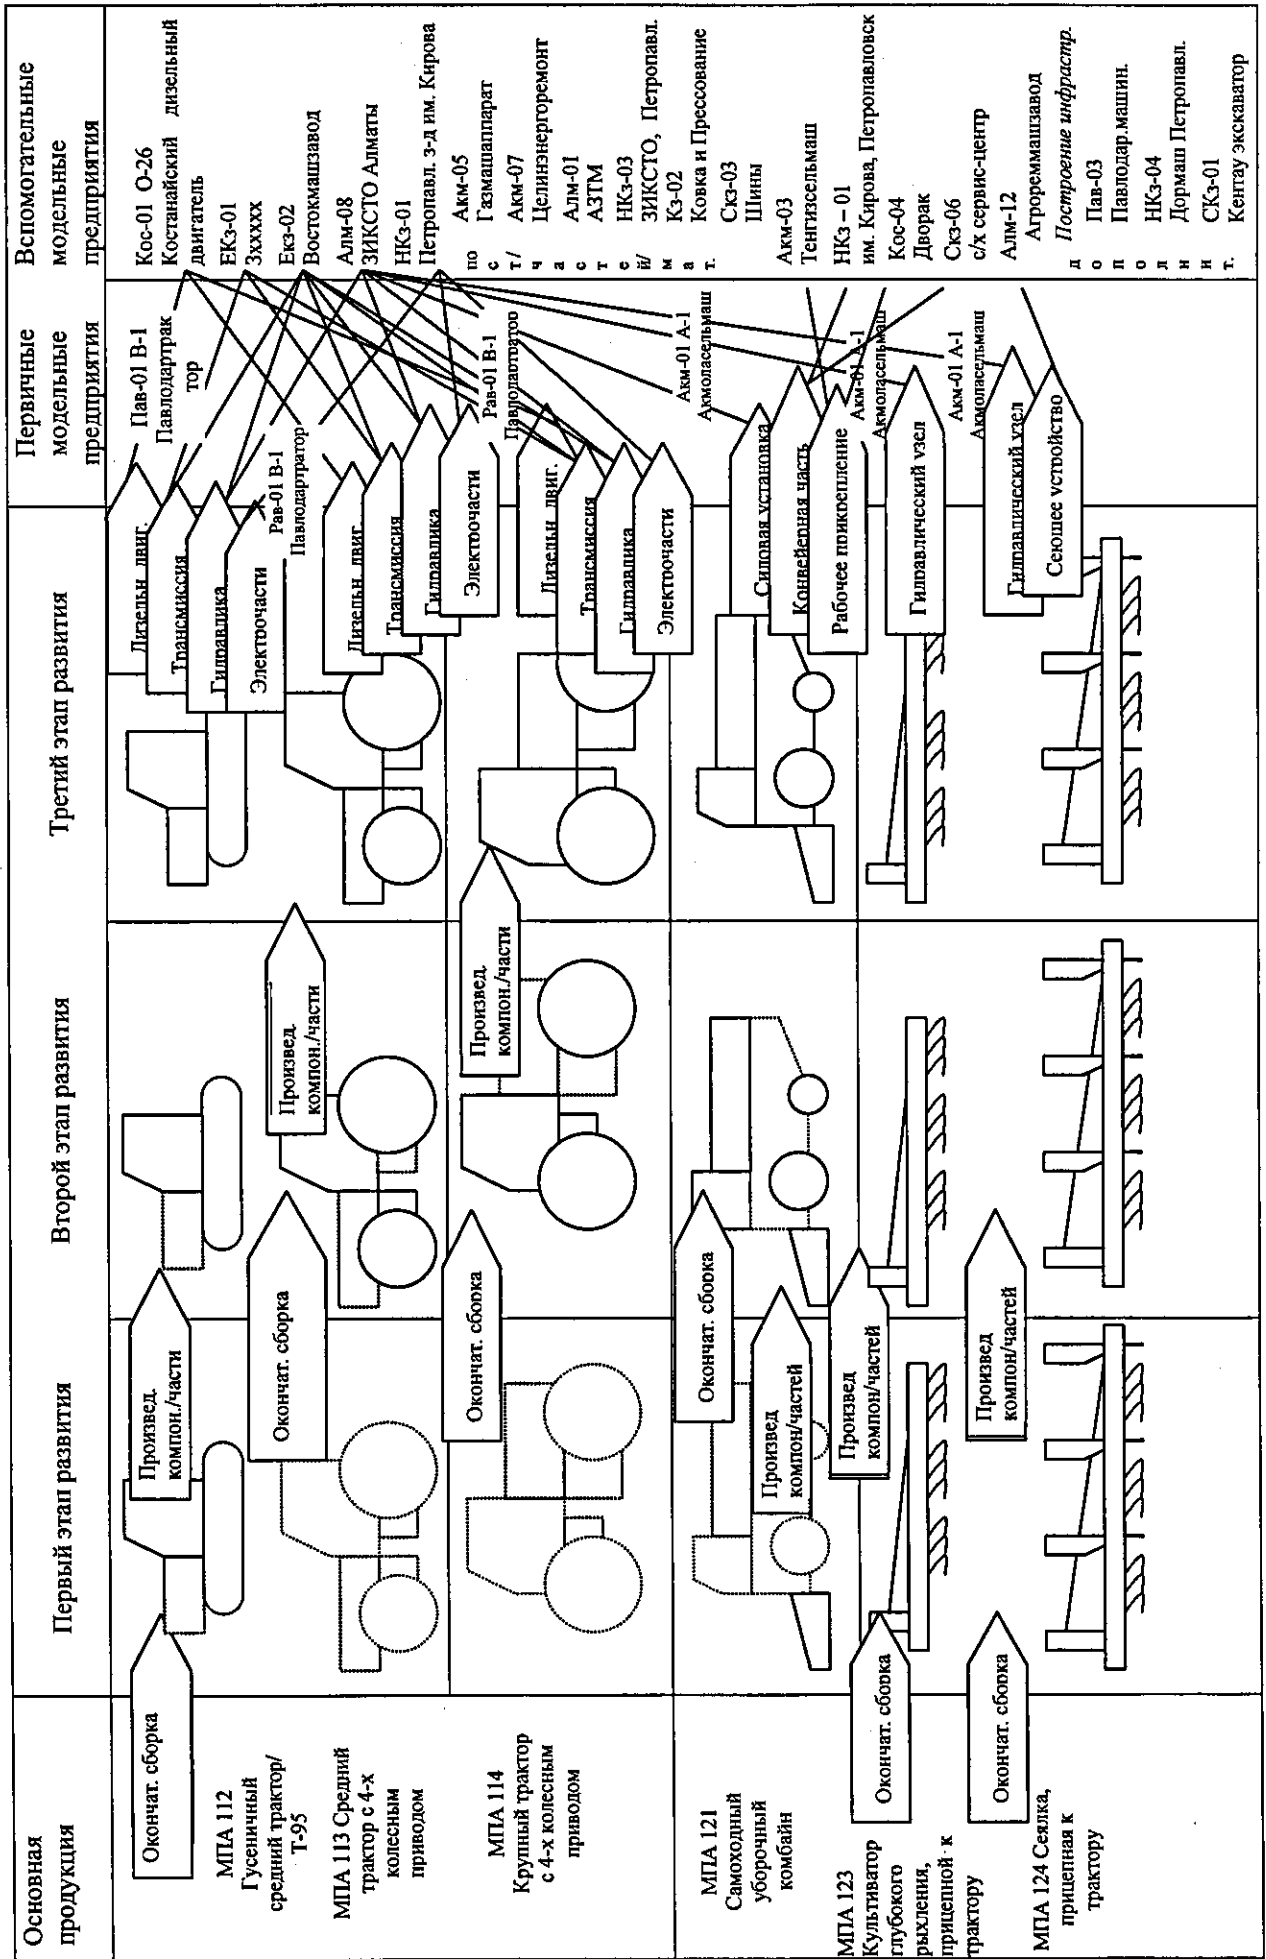 Основная
продукция
Первый этап развития
Второй этап развития
Третий этап развития
Первичные
модельные
предприятия
Вспомогательные
модельные
предприятия
МПА 112
Гусеничный
средний трактор/
Т-95
МПА 113 Средний
трактор с 4-х
колесным
приводом
МПА 114
Крупный трактор
с 4-х колесным
приводом
МПА 121
Самоходный
уборочный
комбайн
МПА 123
Культиватор
глубокого
рыхления,
прицепной к
трактору
МПА 124 Сеялка,
прицепная к
трактору
Окончат. сборка
Произвед.
компон./части
Окончат. сборка
Произвед.
компон./части
Окончат. сборка
Произвед.
компон./части
Окончат. сборка
Произвед
компон/частей
Окончат. сборка
Произвед
компон/частей
Окончат. сборка
Произвед
компон/частей
Дизельн двиг.
Трансмиссия
Гидравлика
Электрочасти
Дизельн двиг.
Трансмиссия
Гидравлика
Электрочасти
Дизельн двиг.
Трансмиссия
Гидравлика
Электрочасти
Силовая установка
Конвейерная часть
Рабочее прикрепление
Гидравлический узел
Гидравлический узел
Сеющее устройство
Пав-01 В-1
Павлодартрак
тор
Рав-01 В-1
Павлодартратор
Рав-01 В-1
Павлодартратор
Акм-01 А-1
Акмоласельмаш
Акм-01 А-1
Акмоласельмаш
Акм-01 А-1
Акмоласельмаш
Кос-01 О-26
Костанайский дизельный
двигатель
ЕКз-01
Зххххх
Екз-02
Востокмашзавод
Алм-08
ЗИКСТО Алматы
НКз-01
Петропавл. з-д им. Кирова
Акм-05
Газмашаппарат
Акм-07
Целинэнергоремонт
Алм-01
АЗТМ
НКз-03
ЗИКСТО, Петропавл.
Кз-02
Ковка и Прессование
Скз-03
Шины
по
с
т/
ч
а
с
т
е
й/
м
а
т.
Акм-03
Тенгизсельмаш
НКз – 01
им. Кирова, Петропавловск
Кос-04
Дворак
Скз-06
с/х сервис-центр
Алм-12
Агрореммашзавод
Построение инфрастр.
Пав-03
Павлодар.машин.
НКз-04
Дормаш Петропавл.
СКз-01
Кентау экскаватор
д
о
п
о
л
н
и
т.